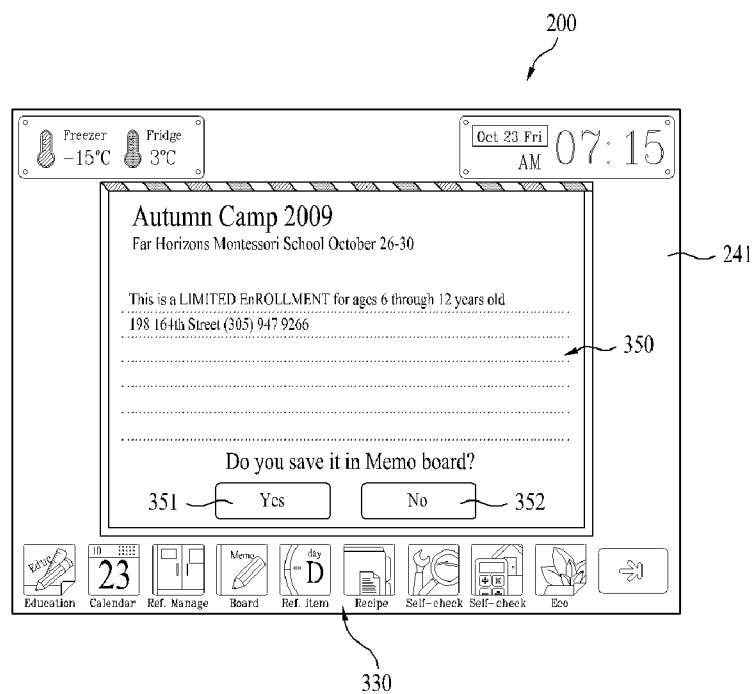 200
Freezer
-15°C
Fridge
3°C
Oct 23 Fri
AM
07:15
241
Autumn Camp 2009
Far Horizons Montessori School October 26-30
This is a LIMITED EnROLLMENT for ages 6 through 12 years old
198 164th Street (305) 947 9266
350
Do you save it in Memo board?
351
Yes
No
352
Educ
10
23
Memo
day
D
Education
Calendar
Ref. Manage
Board
Ref. item
Recipe
Self-check
Self-check
Eco
330